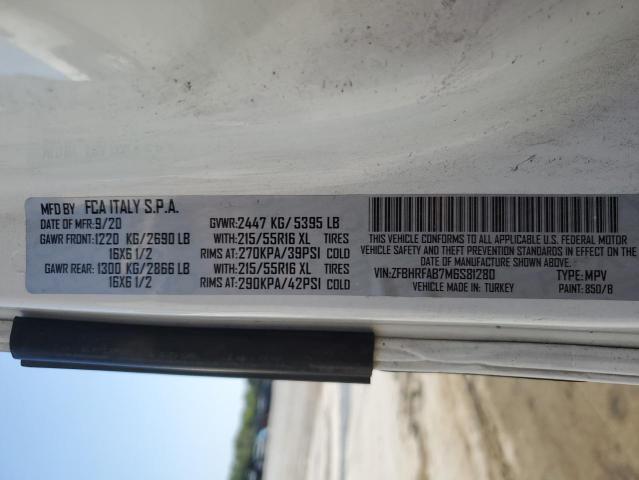 MFD BY FCA ITALY S.P.A.
DATE OF MFR:9/20 GVWR:2447 KG/5395 LB
GAWR FRONT:1220 KG/2690 LB WITH:215/55R16 XL TIRES
16X6 1/2 RIMS AT:270KPA/39PSI COLD
GAWR REAR:1300 KG/2866 LB WITH:215/55R16 XL TIRES
16X6 1/2 RIMS AT:290KPA/42PSI COLD
THIS VEHICLE CONFORMS TO ALL APPLICABLE U.S. FEDERAL MOTOR
VEHICLE SAFETY AND THEFT PREVENTION STANDARDS IN EFFECT ON THE
DATE OF MANUFACTURE SHOWN ABOVE.
VIN:ZFBHRFAB7M6S81280 TYPE: MPV
VEHICLE MADE IN: TURKEY PAINT: 850/8